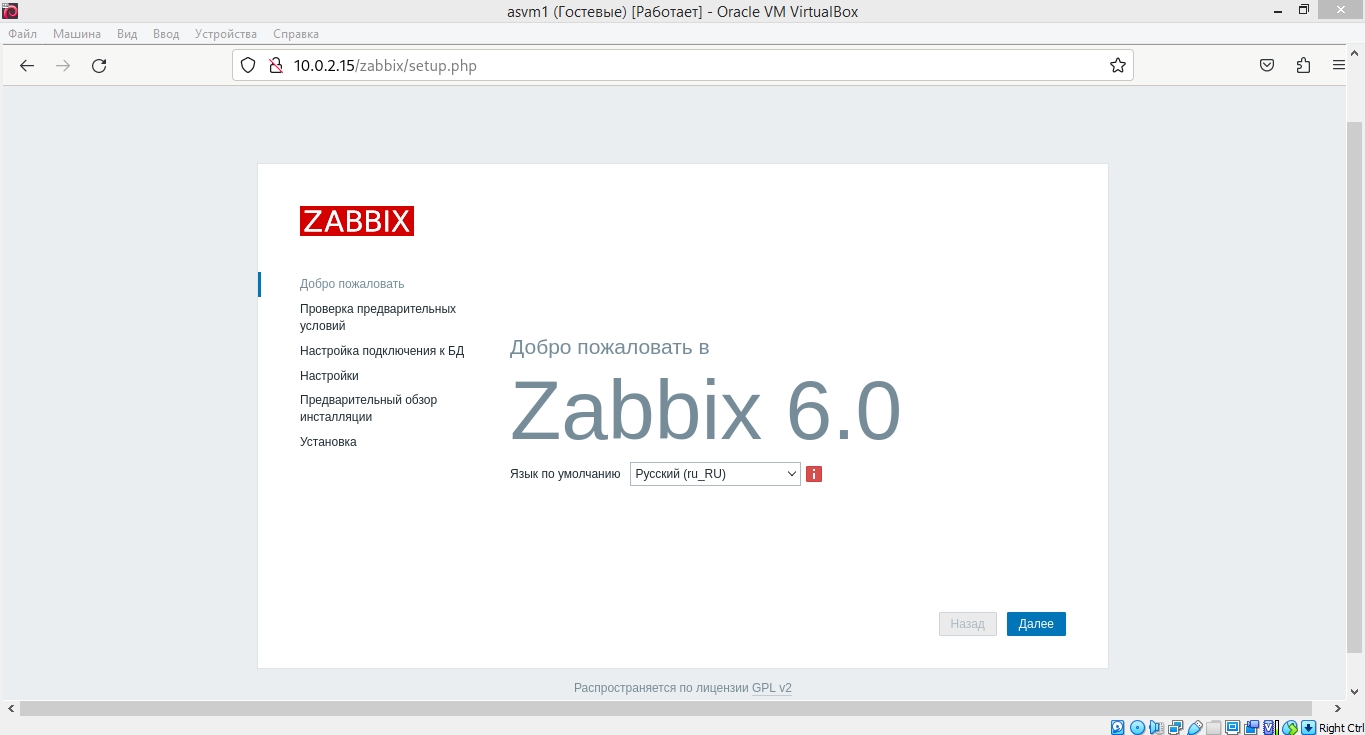 asvm1 (Гостевые) [Работает] - Oracle VM VirtualBox
Файл Машина Вид Ввод Устройства Справка
10.0.2.15/zabbix/setup.php
ZABBIX
Добро пожаловать
Проверка предварительных
условий
Настройка подключения к БД
Настройки
Предварительный обзор
инсталляции
Установка
Добро пожаловать в
Zabbix 6.0
Язык по умолчанию Русский (ru_RU) i
Назад Далее
Распространяется по лицензии GPL v2
Right Ctrl